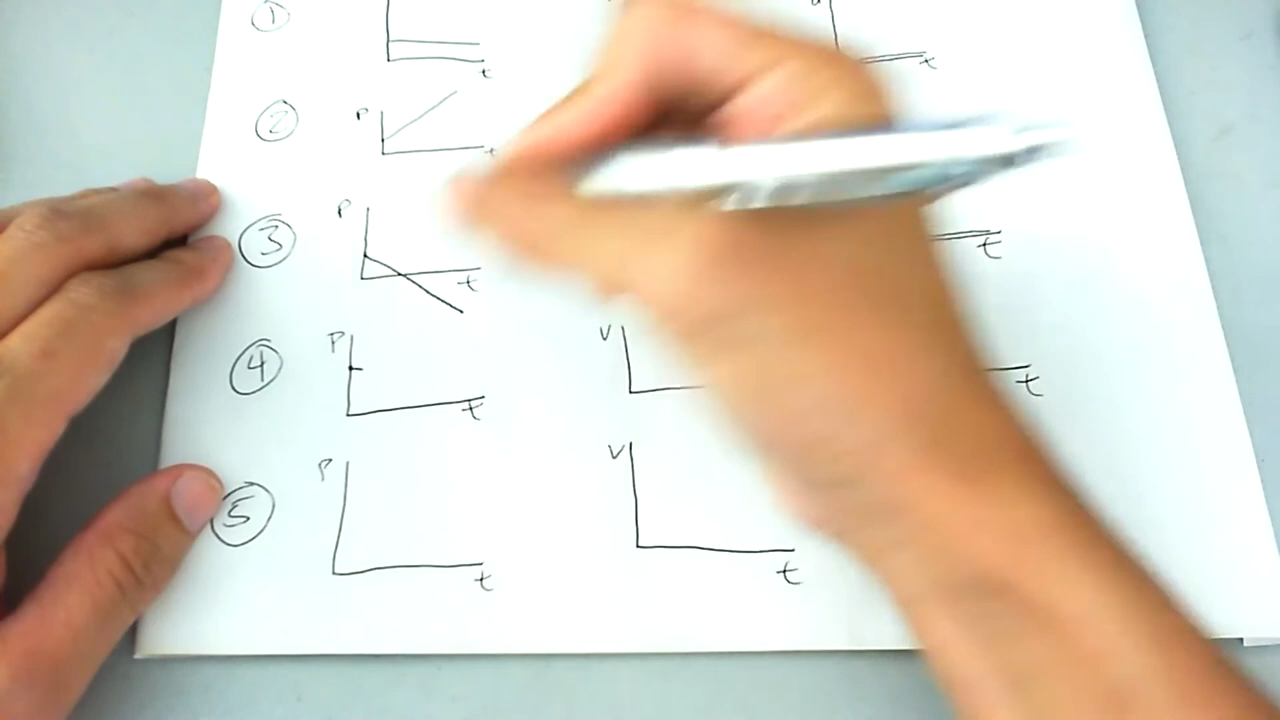 ①
t t
② P t
③ P t t
④ P t V t
⑤ P t V t